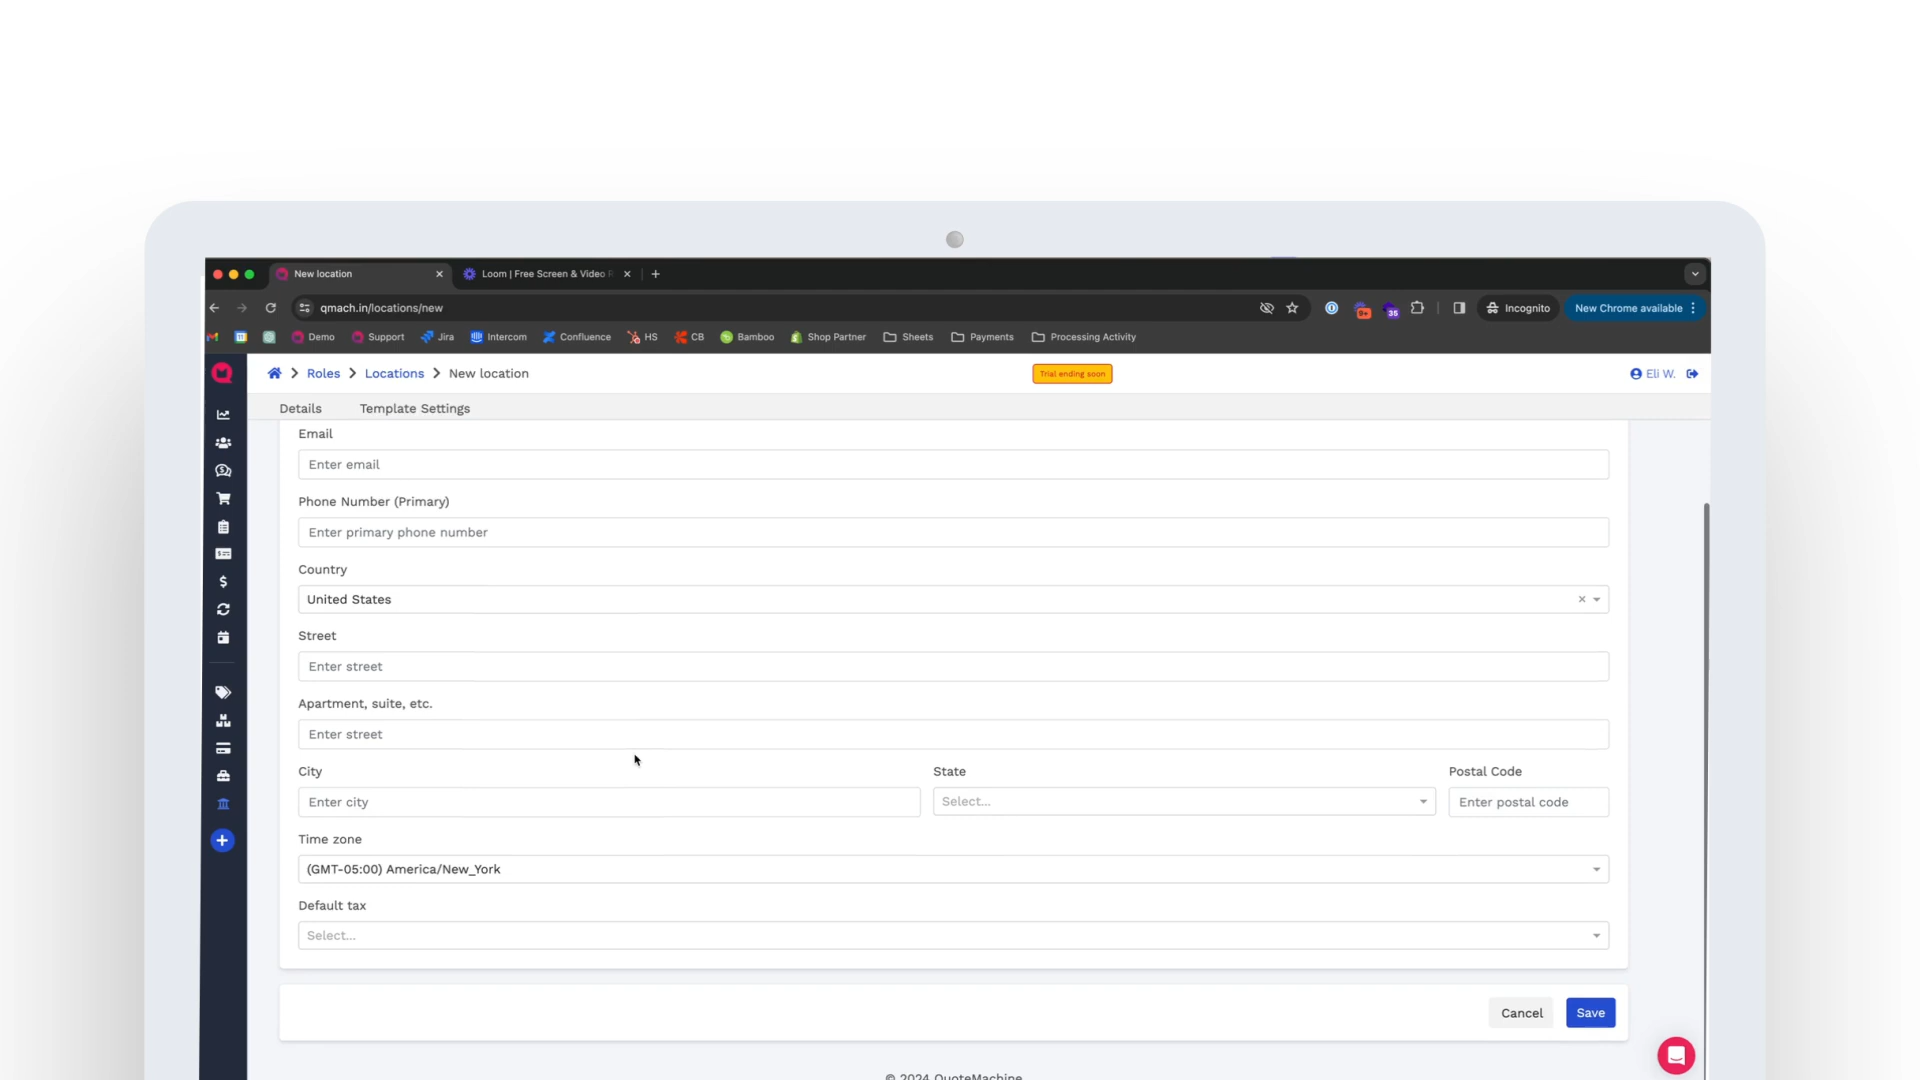 New location
Loom | Free Screen & Video
qmach.in/locations/new
9+
35
Incognito
New Chrome available
Demo
Support
Jira
Intercom
Confluence
HS
CB
Bamboo
Shop Partner
Sheets
Payments
Processing Activity
Roles
Locations
New location
Trial ending soon
Eli W.
Details
Template Settings
Email
Enter email
Phone Number (Primary)
Enter primary phone number
Country
United States
Street
Enter street
Apartment, suite, etc.
Enter street
City
State
Postal Code
Enter city
Select...
Enter postal code
Time zone
(GMT-05:00) America/New_York
Default tax
Select...
Cancel
Save
© 2024 QuoteMachine